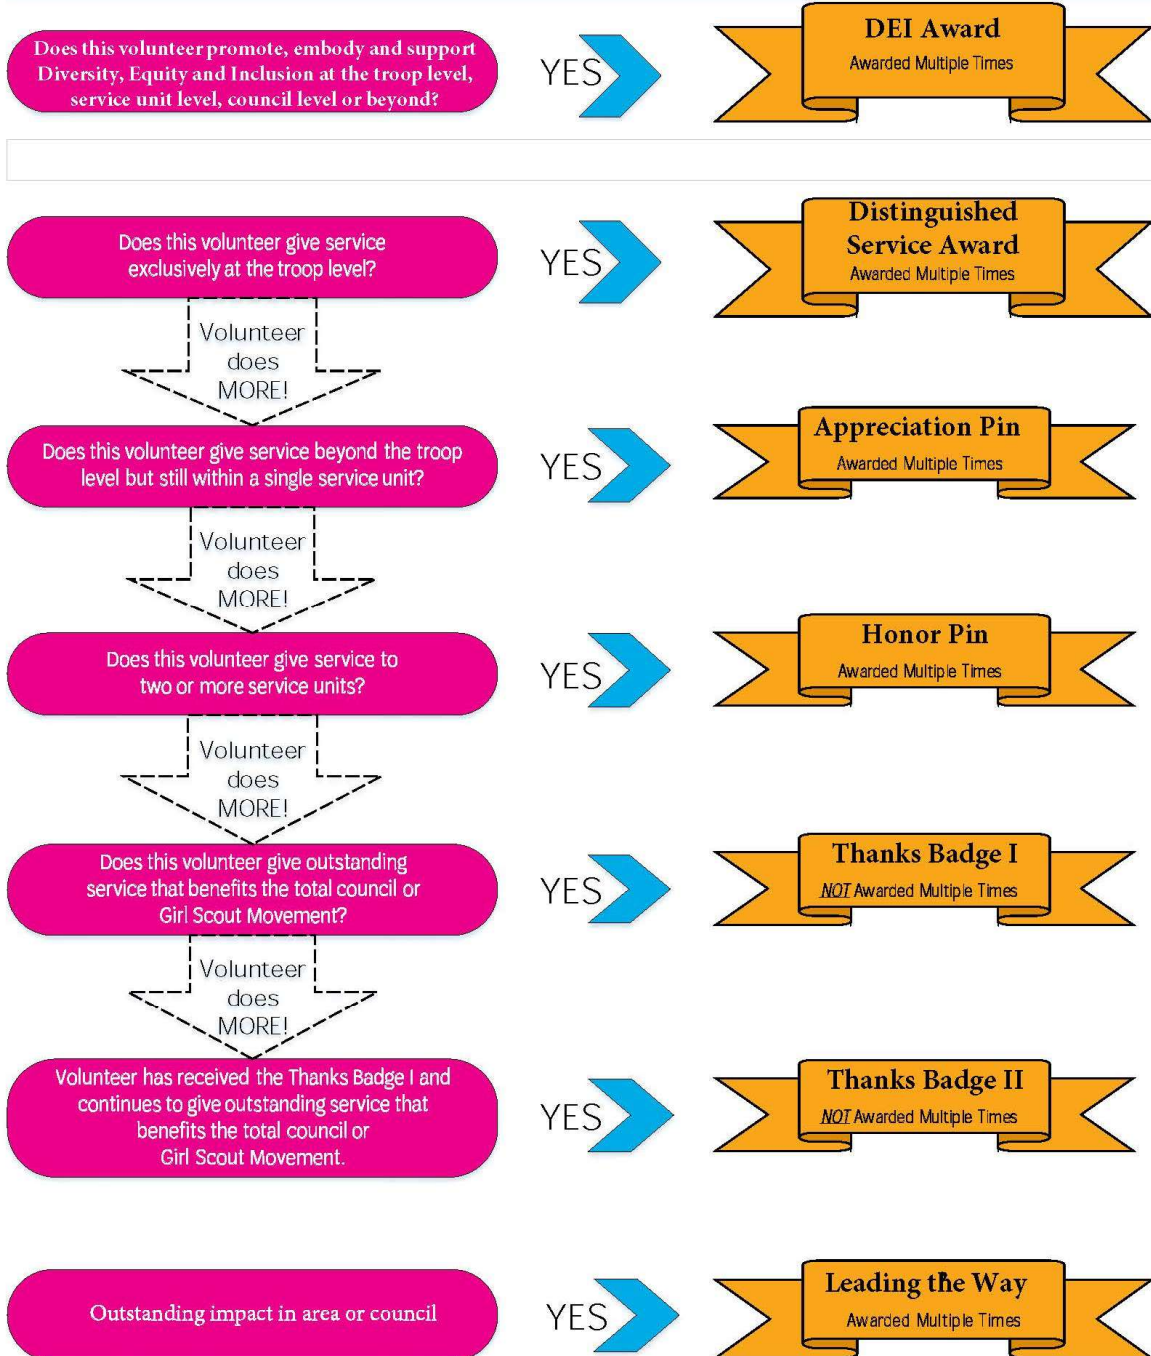 Does this volunteer promote, embody and support
Diversity, Equity and Inclusion at the troop level,
service unit level, council level or beyond?
YES
DEI Award
Awarded Multiple Times
Does this volunteer give service
exclusively at the troop level?
YES
Distinguished
Service Award
Awarded Multiple Times
Volunteer
does
MORE!
Does this volunteer give service beyond the troop
level but still within a single service unit?
YES
Appreciation Pin
Awarded Multiple Times
Volunteer
does
MORE!
Does this volunteer give service to
two or more service units?
YES
Honor Pin
Awarded Multiple Times
Volunteer
does
MORE!
Does this volunteer give outstanding
service that benefits the total council or
Girl Scout Movement?
YES
Thanks Badge I
NOT Awarded Multiple Times
Volunteer
does
MORE!
Volunteer has received the Thanks Badge I and
continues to give outstanding service that
benefits the total council or
Girl Scout Movement.
YES
Thanks Badge II
NOT Awarded Multiple Times
Outstanding impact in area or council
YES
Leading the Way
Awarded Multiple Times